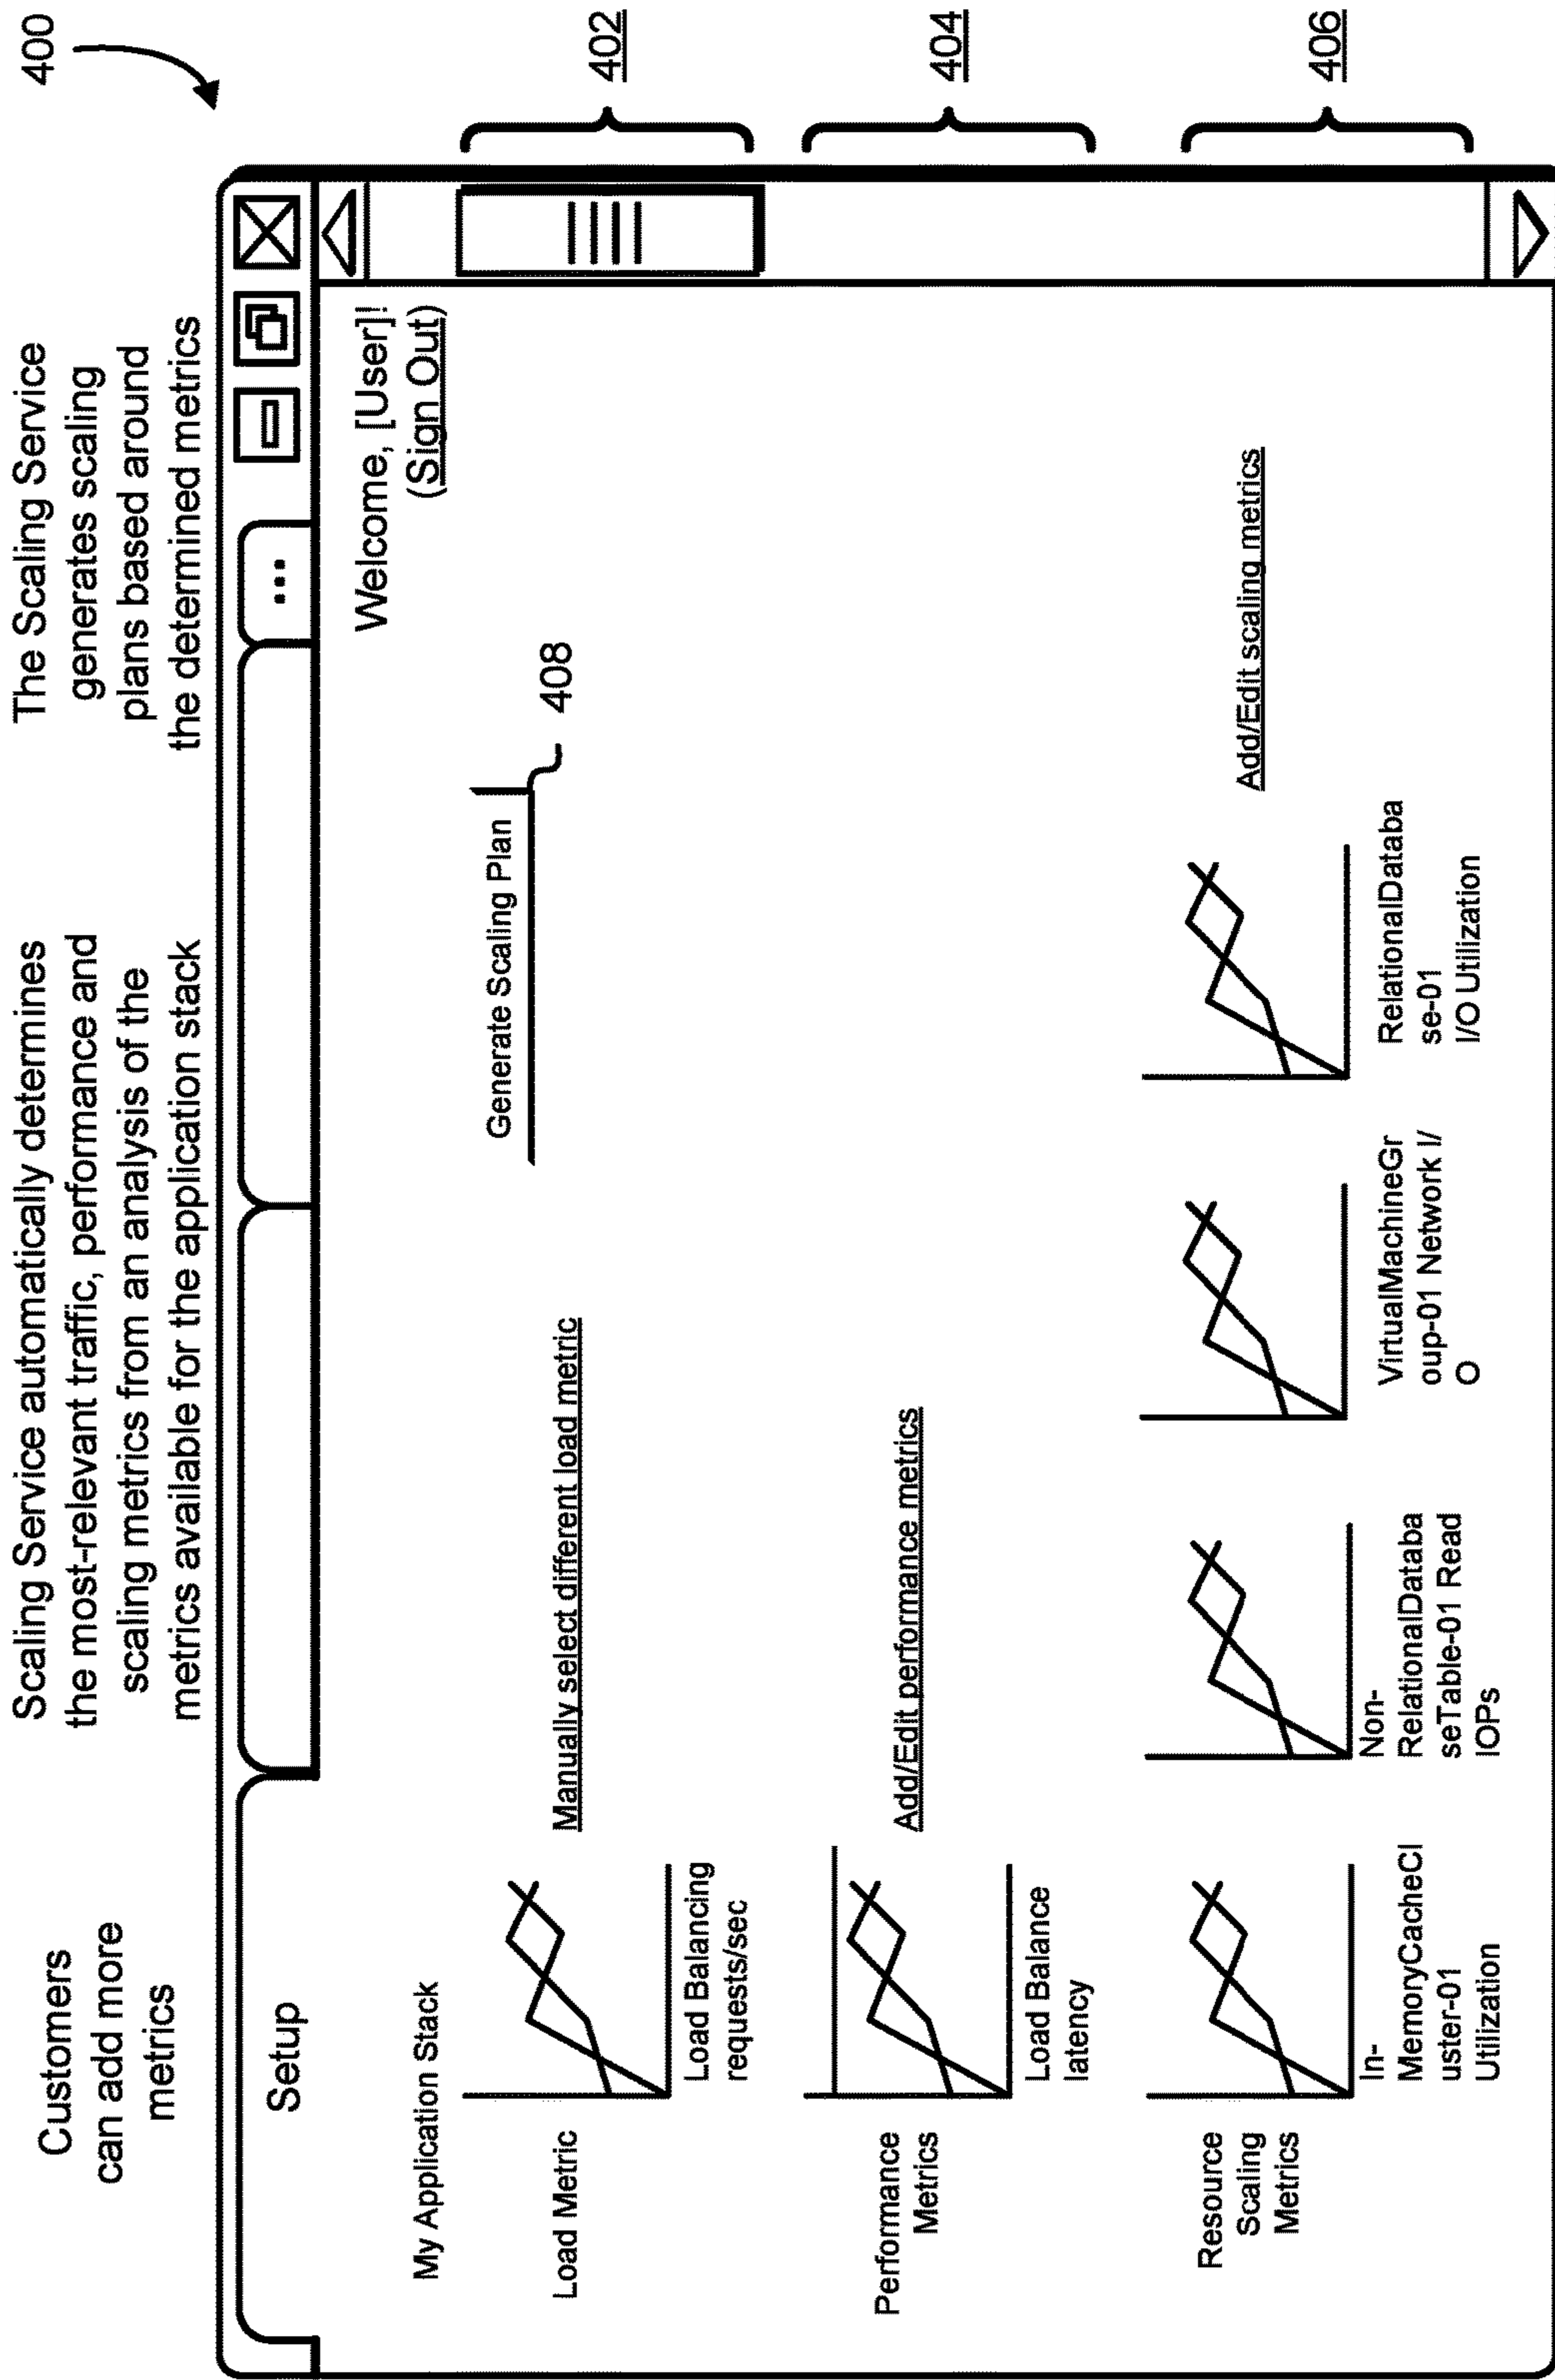 400
Customers
can add more
metrics
Scaling Service automatically determines
the most-relevant traffic, performance and
scaling metrics from an analysis of the
metrics available for the application stack
The Scaling Service
generates scaling
plans based around
the determined metrics
Setup
...
Welcome, [User]!
(Sign Out)
My Application Stack
Load Metric
Load Balancing
requests/sec
Manually select different load metric
Generate Scaling Plan
408
402
Performance
Metrics
Load Balance
latency
Add/Edit performance metrics
404
Resource
Scaling
Metrics
In-
MemoryCacheCl
uster-01
Utilization
Non-
RelationalDataba
seTable-01 Read
IOPs
VirtualMachineGr
oup-01 Network I/
O
RelationalDataba
se-01
I/O Utilization
Add/Edit scaling metrics
406